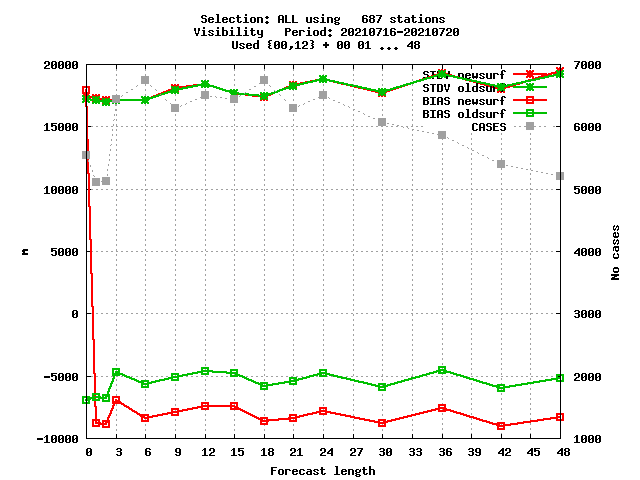 Selection: ALL using   687 stations
Visibility   Period: 20210716-20210720
Used {00,12} + 00 01 ... 48
20000 7000
STDV newsurf
STDV oldsurf
BIAS newsurf
BIAS oldsurf
CASES
15000 6000
10000 5000
5000 4000
0 3000
-5000 2000
-10000 1000
m
No cases
0 3 6 9 12 15 18 21 24 27 30 33 36 39 42 45 48
Forecast length